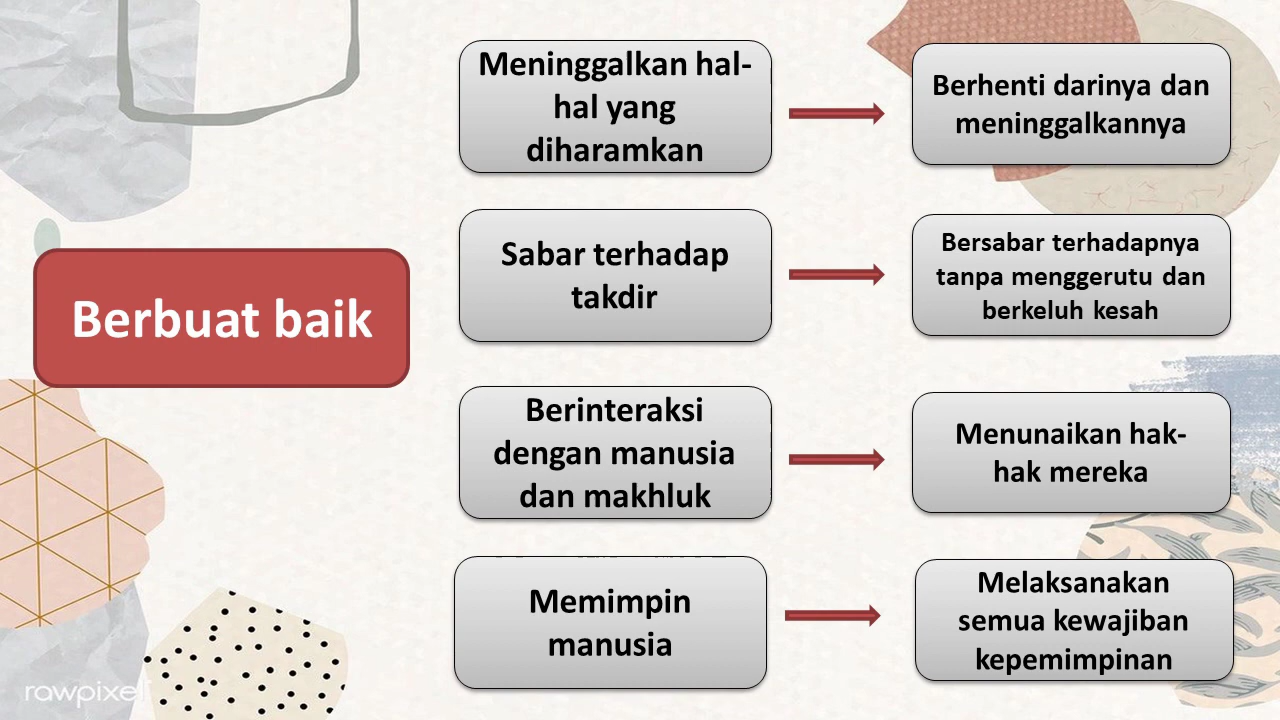 Meninggalkan hal-
hal yang
diharamkan
Berhenti darinya dan
meninggalkannya
Sabar terhadap
takdir
Bersabar terhadapnya
tanpa menggerutu dan
berkeluh kesah
Berbuat baik
Berinteraksi
dengan manusia
dan makhluk
Menunaikan hak-
hak mereka
Memimpin
manusia
Melaksanakan
semua kewajiban
kepemimpinan
rawpixel